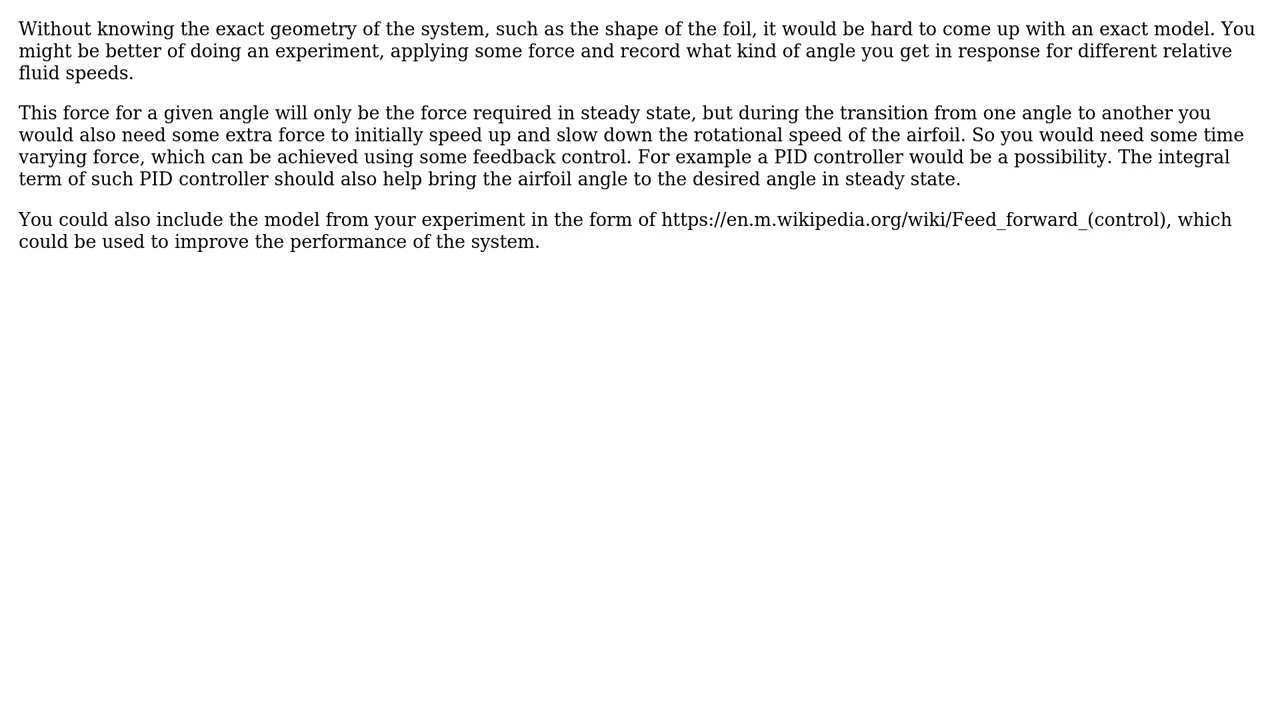 Without knowing the exact geometry of the system, such as the shape of the foil, it would be hard to come up with an exact model. You
might be better of doing an experiment, applying some force and record what kind of angle you get in response for different relative
fluid speeds.
This force for a given angle will only be the force required in steady state, but during the transition from one angle to another you
would also need some extra force to initially speed up and slow down the rotational speed of the airfoil. So you would need some time
varying force, which can be achieved using some feedback control. For example a PID controller would be a possibility. The integral
term of such PID controller should also help bring the airfoil angle to the desired angle in steady state.
You could also include the model from your experiment in the form of https://en.m.wikipedia.org/wiki/Feed_forward_(control), which
could be used to improve the performance of the system.